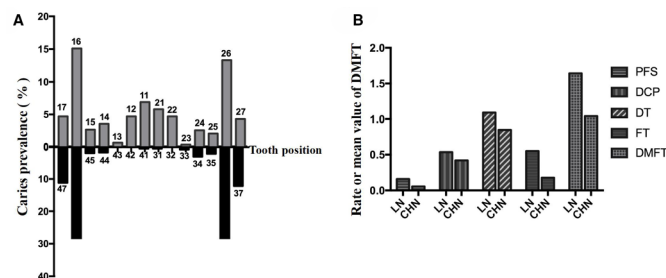 A
Caries prevalence ( % )
20
15
10
5
0
10
20
30
40
17 16 15 14 13 12 11 21 22 23 24 25 26 27
47 45 44 43 42 41 31 32 33 34 35 37
Tooth position
B
Rate or mean value of DMFT
2.0
1.5
1.0
0.5
0.0
LN CHN LN CHN LN CHN LN CHN LN CHN
PFS
DCP
DT
FT
DMFT